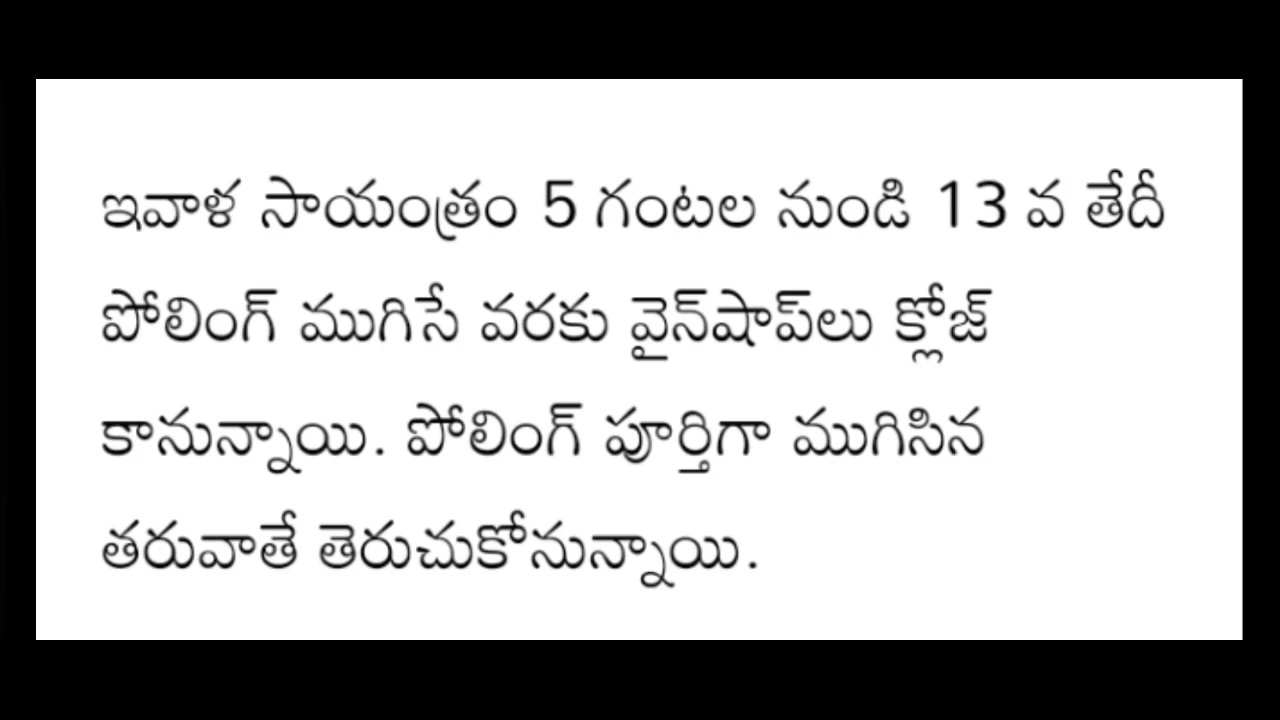 ఇవాళ సాయంత్రం 5 గంటల నుండి 13 వ తేదీ
పోలింగ్ ముగిసే వరకు వైన్‌షాప్‌లు క్లోజ్
కానున్నాయి. పోలింగ్ పూర్తిగా ముగిసిన
తరువాతే తెరుచుకోనున్నాయి.